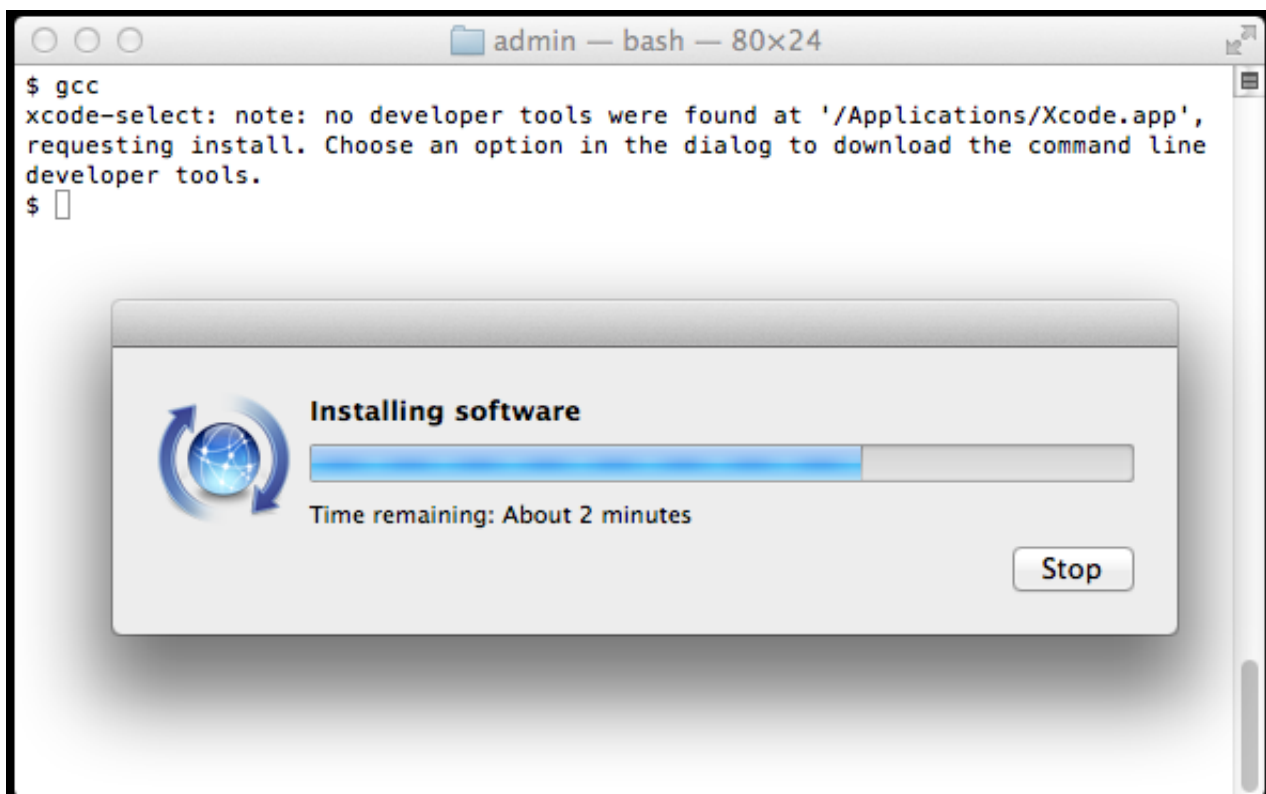 admin — bash — 80×24
$ gcc
xcode-select: note: no developer tools were found at '/Applications/Xcode.app',
requesting install. Choose an option in the dialog to download the command line
developer tools.
$
Installing software
Time remaining: About 2 minutes
Stop